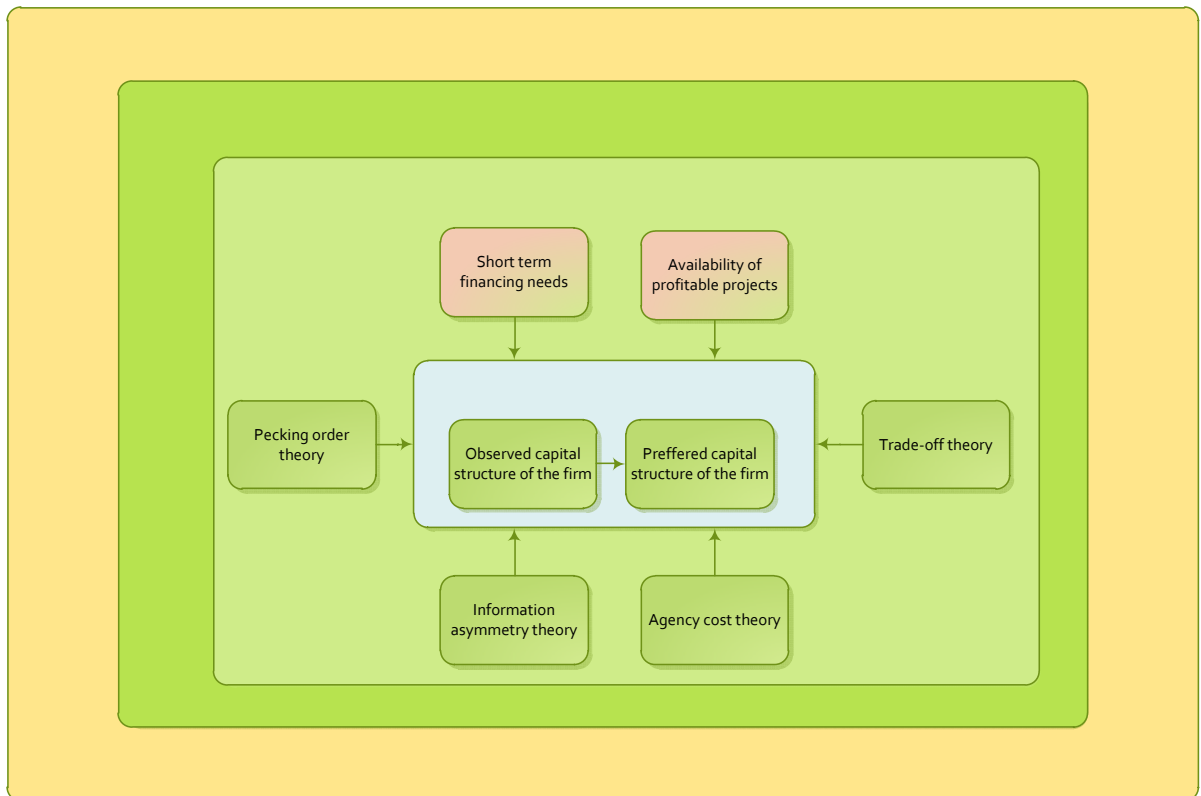 Short term
financing needs
Availability of
profitable projects
Pecking order
theory
Observed capital
structure of the firm
Preffered capital
structure of the firm
Trade-off theory
Information
asymmetry theory
Agency cost theory